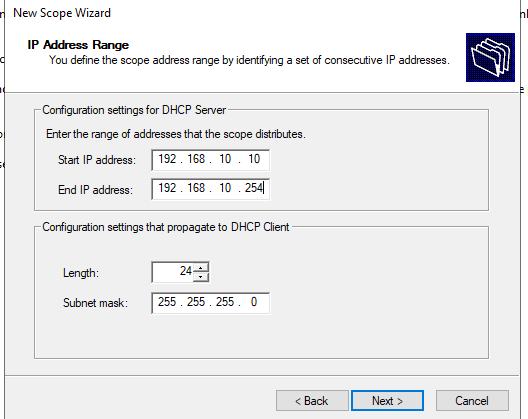 New Scope Wizard
IP Address Range
You define the scope address range by identifying a set of consecutive IP addresses.
Configuration settings for DHCP Server
Enter the range of addresses that the scope distributes.
Start IP address: 192 . 168 . 10 . 10
End IP address: 192 . 168 . 10 . 254
Configuration settings that propagate to DHCP Client
Length: 24
Subnet mask: 255 . 255 . 255 . 0
< Back Next > Cancel